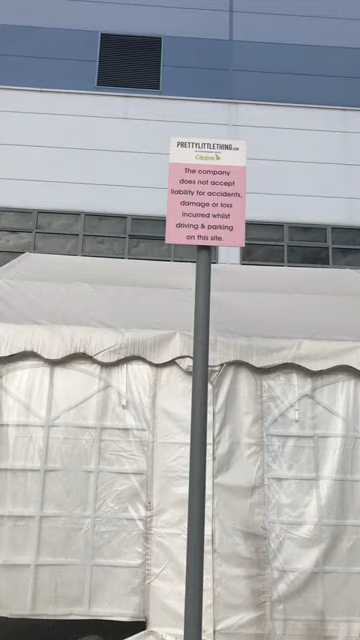 PRETTYLITTLETHING.COM
Clipper
The company
does not accept
liability for accidents,
damage or loss
incurred whilst
driving & parking
on this site.